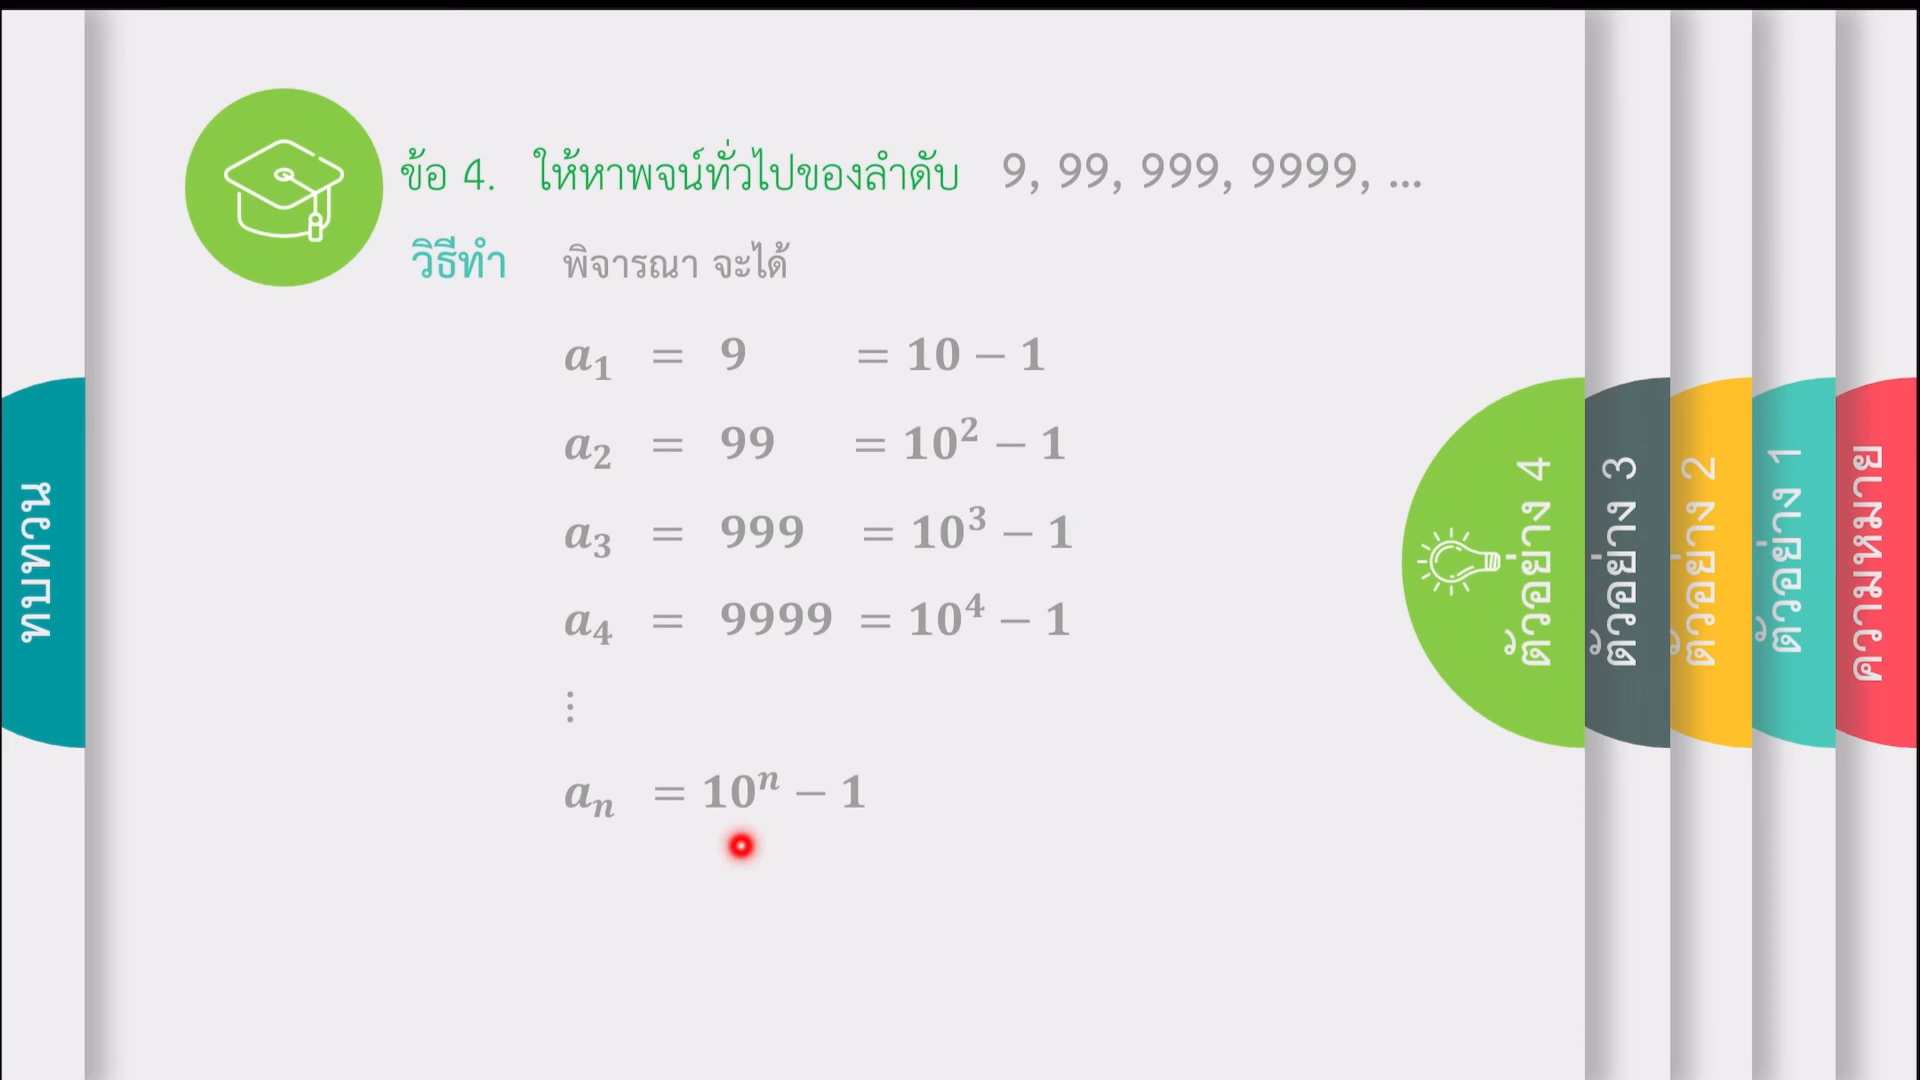 ทบทวน
ข้อ 4. ให้หาพจน์ทั่วไปของลำดับ 9, 99, 999, 9999, ...
วิธีทำ พิจารณา จะได้
a₁ = 9 = 10 − 1
a₂ = 99 = 10² − 1
a₃ = 999 = 10³ − 1
a₄ = 9999 = 10⁴ − 1
⋮
aₙ = 10ⁿ − 1
ตัวอย่าง 4
ตัวอย่าง 3
ตัวอย่าง 2
ตัวอย่าง 1
ความหมาย